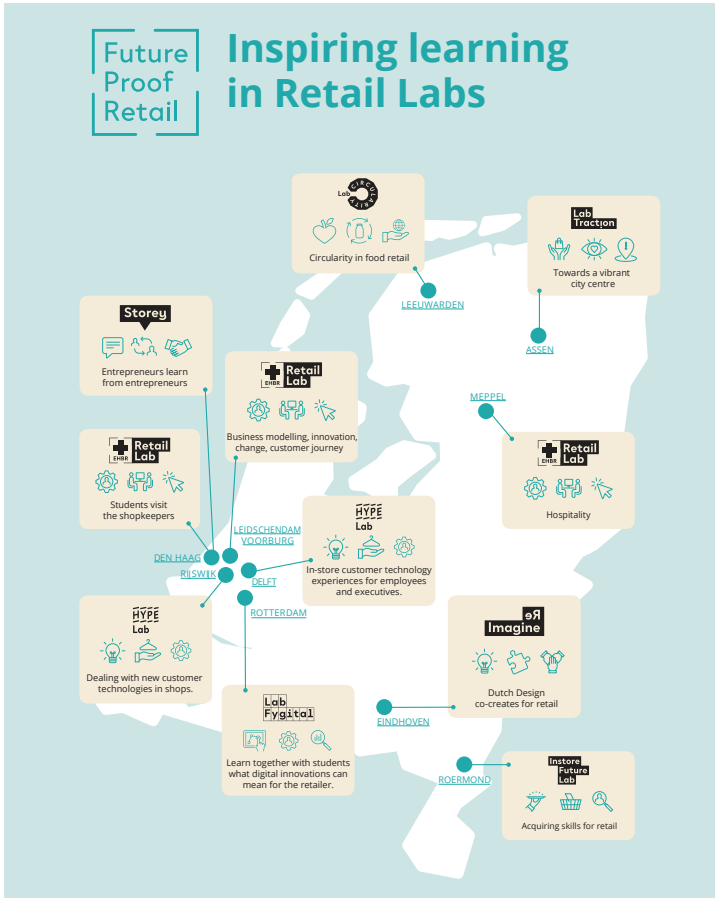 Future
Proof
Retail
Inspiring learning
in Retail Labs
Lab
CIRCULARITY
Circularity in food retail
Lab
Traction
Towards a vibrant
city centre
LEEUWARDEN
ASSEN
Storey
Entrepreneurs learn
from entrepreneurs
EHBR
Retail
Lab
Business modelling, innovation,
change, customer journey
MEPPEL
EHBR
Retail
Lab
Students visit
the shopkeepers
EHBR
Retail
Lab
Hospitality
HYPE
Lab
In-store customer technology
experiences for employees
and executives.
LEIDSCHENDAM
VOORBURG
DEN HAAG
RIJSWIJK
DELFT
ROTTERDAM
HYPE
Lab
Dealing with new customer
technologies in shops.
Re
Imagine
Dutch Design
co-creates for retail
Lab
Fygital
Learn together with students
what digital innovations can
mean for the retailer.
EINDHOVEN
ROERMOND
Instore
Future
Lab
Acquiring skills for retail